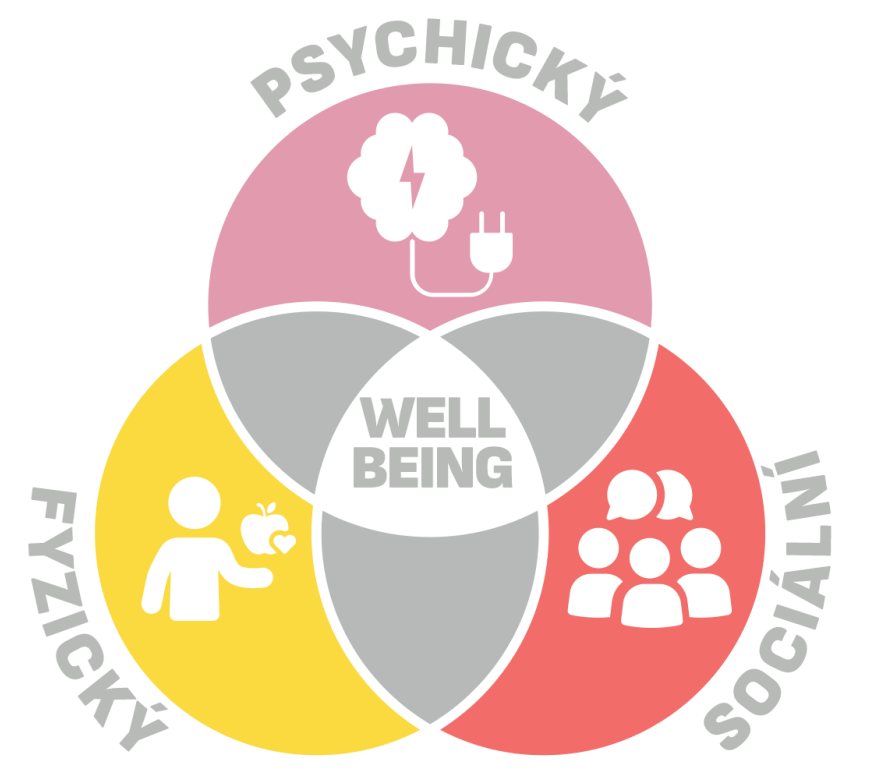 PSYCHICKÝ
WELL
BEING
FYZICKÝ
SOCIÁLNÍ